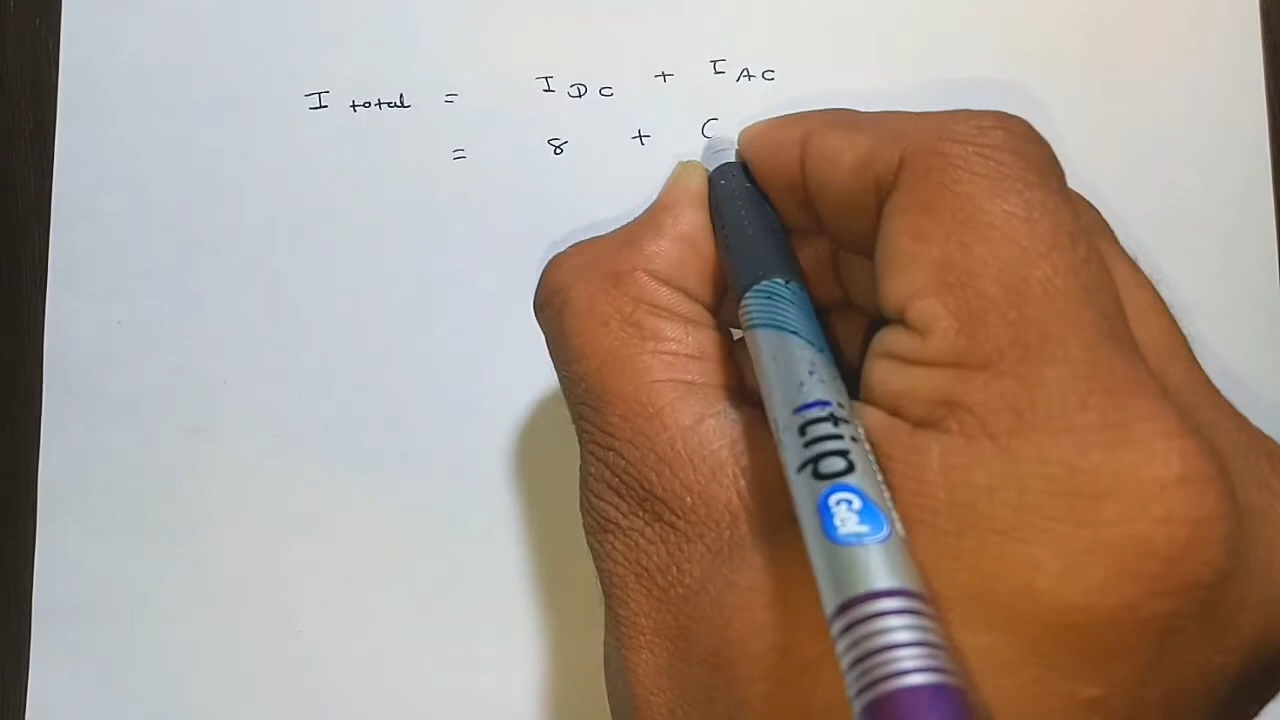 I total = I DC + I AC
= 8 + 
itip
Gel